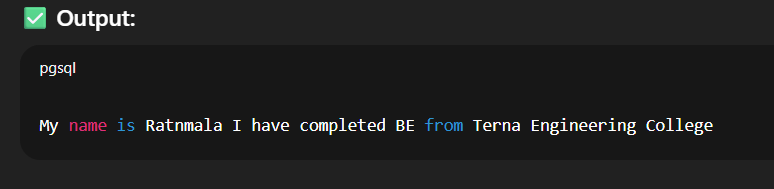 ✅ Output:
pgsql
My name is Ratnmala I have completed BE from Terna Engineering College